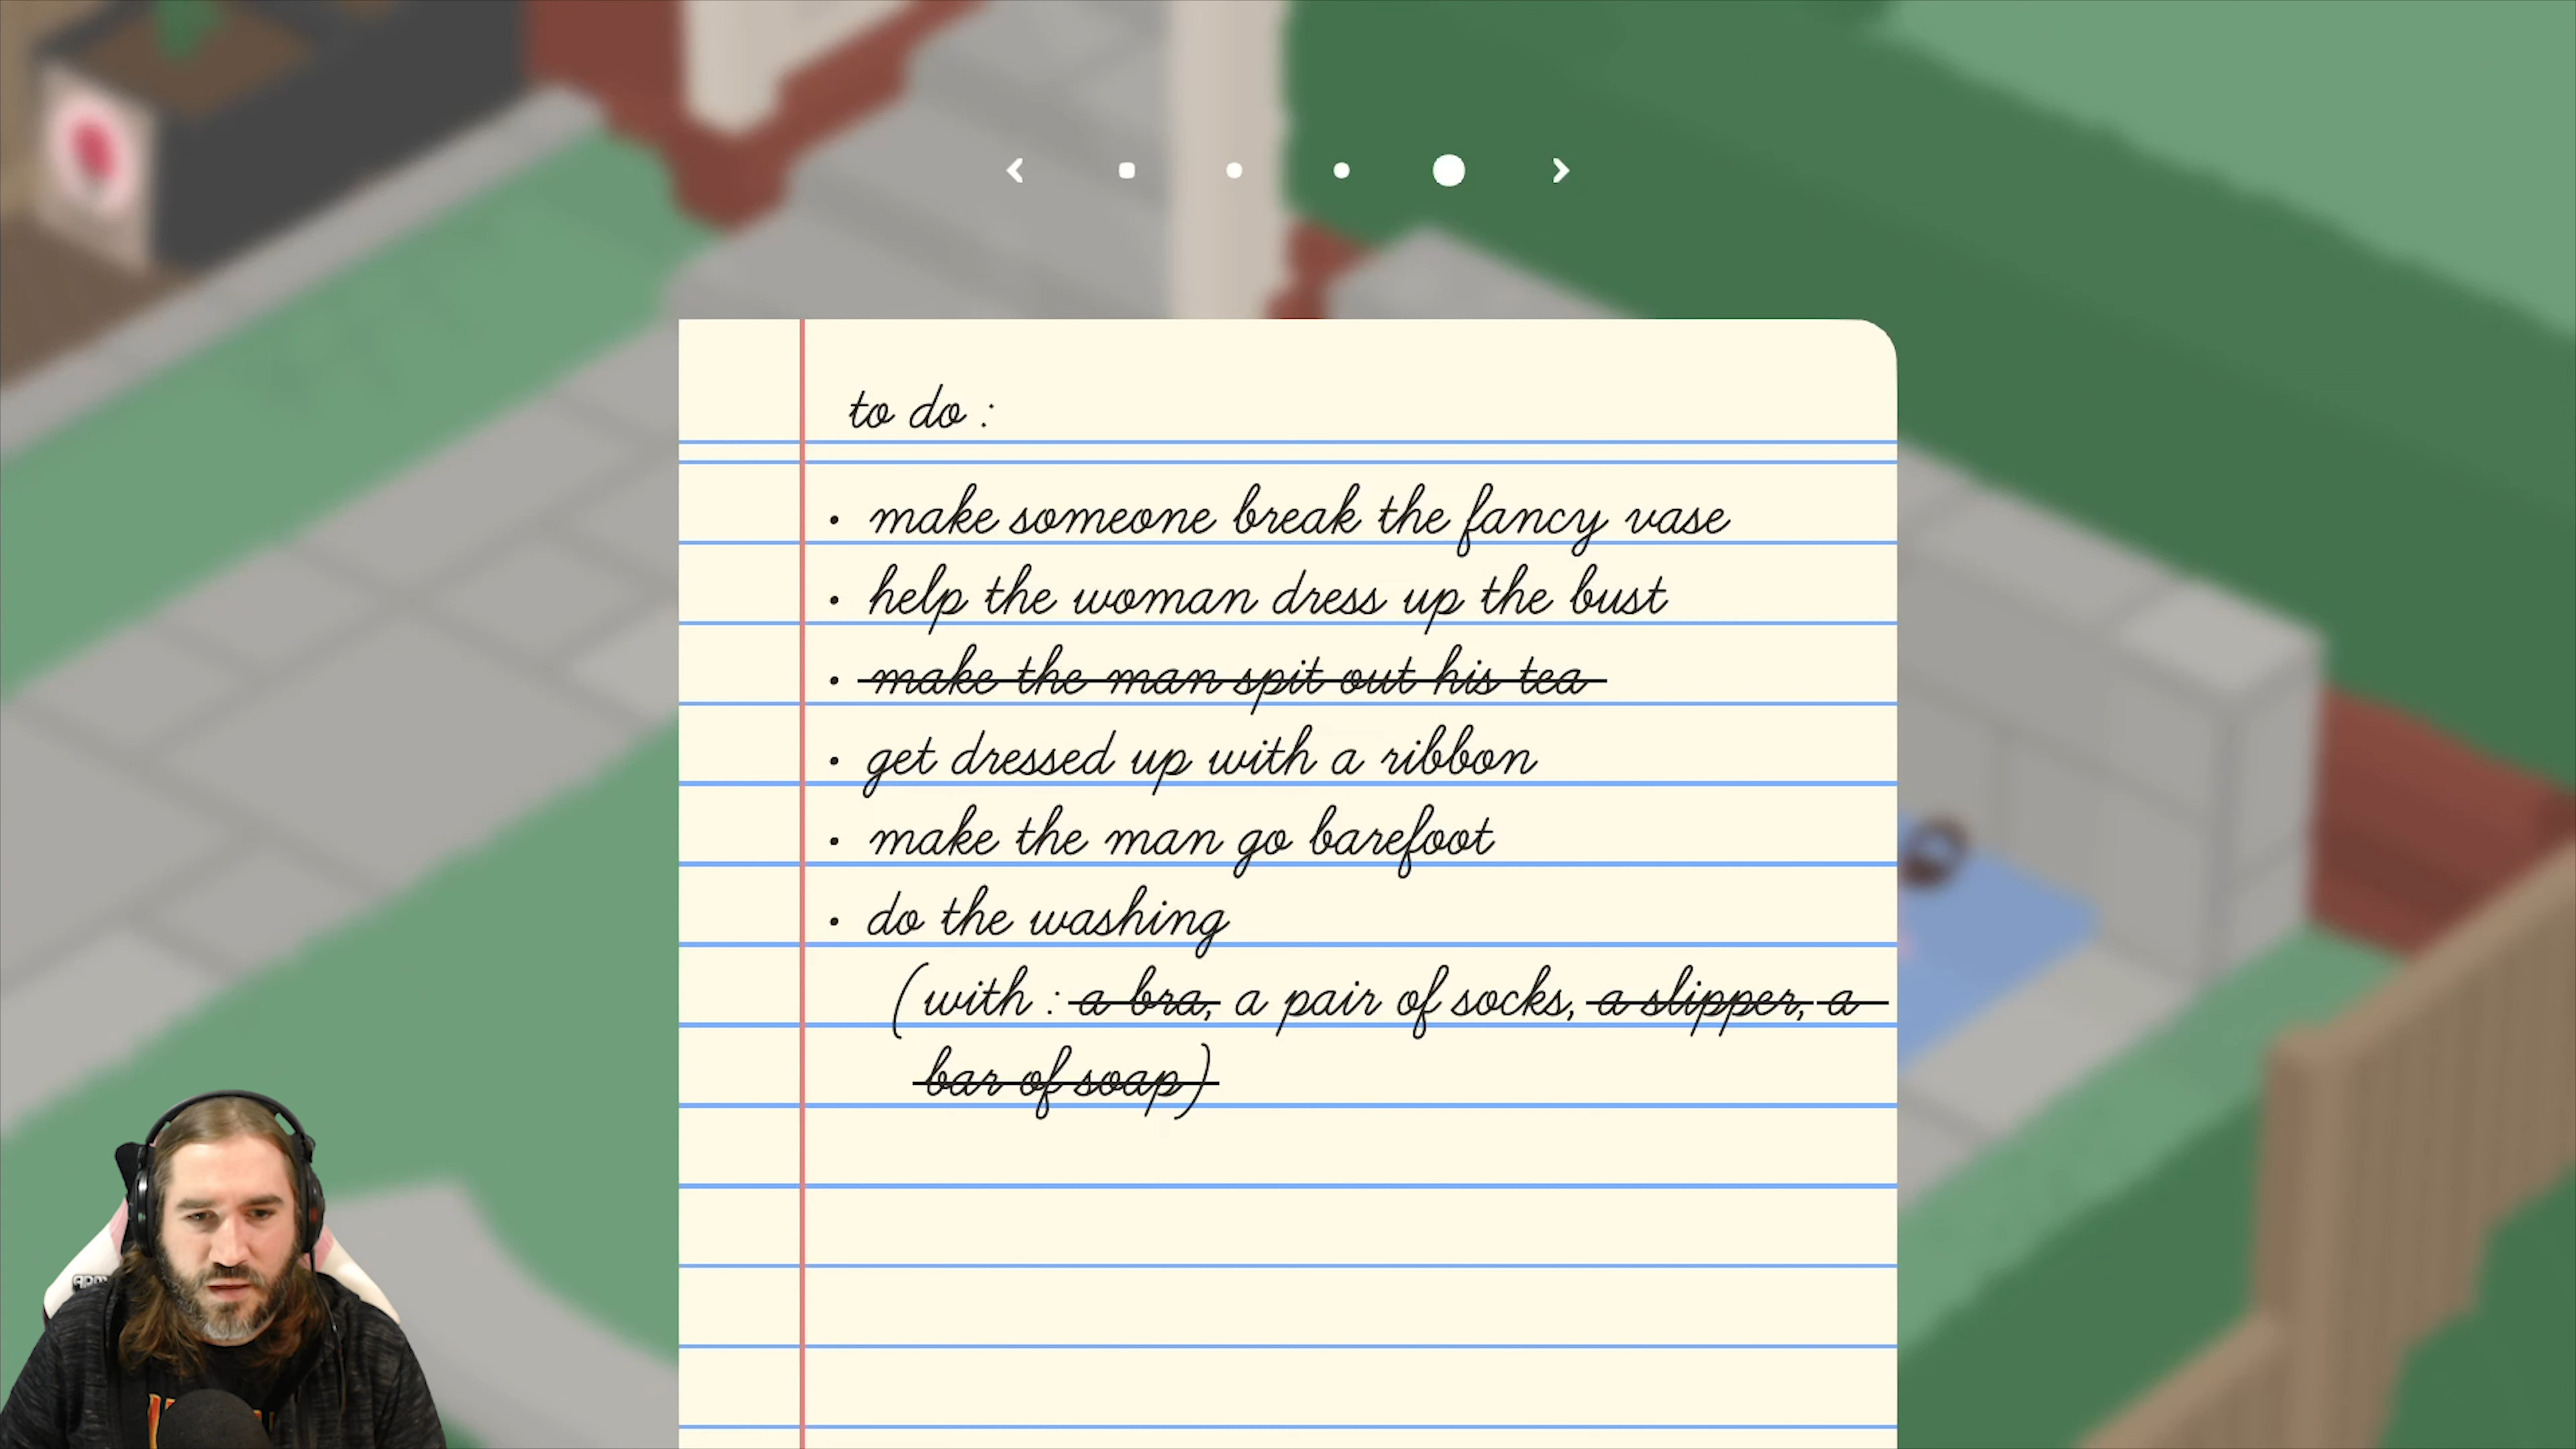 to do :
• make someone break the fancy vase
• help the woman dress up the bust
• make the man spit out his tea
• get dressed up with a ribbon
• make the man go barefoot
• do the washing
(with : a bra, a pair of socks, a slipper, a
bar of soap)